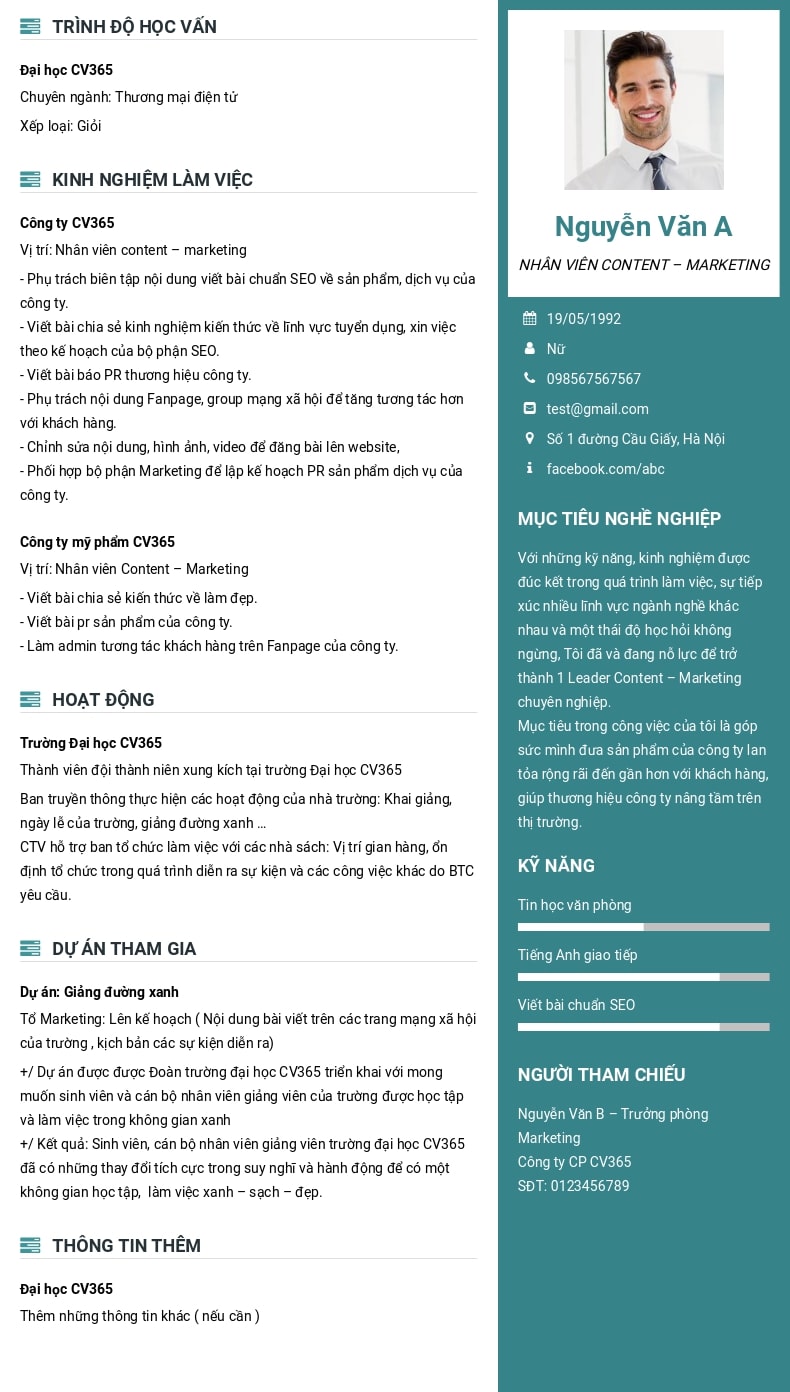 TRÌNH ĐỘ HỌC VẤN
Đại học CV365
Chuyên ngành: Thương mại điện tử
Xếp loại: Giỏi
KINH NGHIỆM LÀM VIỆC
Công ty CV365
Vị trí: Nhân viên content – marketing
- Phụ trách biên tập nội dung viết bài chuẩn SEO về sản phẩm, dịch vụ của
công ty.
- Viết bài chia sẻ kinh nghiệm kiến thức về lĩnh vực tuyển dụng, xin việc
theo kế hoạch của bộ phận SEO.
- Viết bài báo PR thương hiệu công ty.
- Phụ trách nội dung Fanpage, group mạng xã hội để tăng tương tác hơn
với khách hàng.
- Chỉnh sửa nội dung, hình ảnh, video để đăng bài lên website,
- Phối hợp bộ phận Marketing để lập kế hoạch PR sản phẩm dịch vụ của
công ty.
Công ty mỹ phẩm CV365
Vị trí: Nhân viên Content – Marketing
- Viết bài chia sẻ kiến thức về làm đẹp.
- Viết bài pr sản phẩm của công ty.
- Làm admin tương tác khách hàng trên Fanpage của công ty.
HOẠT ĐỘNG
Trường Đại học CV365
Thành viên đội thành niên xung kích tại trường Đại học CV365
Ban truyền thông thực hiện các hoạt động của nhà trường: Khai giảng,
ngày lễ của trường, giảng đường xanh ...
CTV hỗ trợ ban tổ chức làm việc với các nhà sách: Vị trí gian hàng, ổn
định tổ chức trong quá trình diễn ra sự kiện và các công việc khác do BTC
yêu cầu.
DỰ ÁN THAM GIA
Dự án: Giảng đường xanh
Tổ Marketing: Lên kế hoạch ( Nội dung bài viết trên các trang mạng xã hội
của trường , kịch bản các sự kiện diễn ra)
+/ Dự án được được Đoàn trường đại học CV365 triển khai với mong
muốn sinh viên và cán bộ nhân viên giảng viên của trường được học tập
và làm việc trong không gian xanh
+/ Kết quả: Sinh viên, cán bộ nhân viên giảng viên trường đại học CV365
đã có những thay đổi tích cực trong suy nghĩ và hành động để có một
không gian học tập,  làm việc xanh – sạch – đẹp.
THÔNG TIN THÊM
Đại học CV365
Thêm những thông tin khác ( nếu cần )
Nguyễn Văn A
NHÂN VIÊN CONTENT – MARKETING
19/05/1992
Nữ
098567567567
test@gmail.com
Số 1 đường Cầu Giấy, Hà Nội
facebook.com/abc
MỤC TIÊU NGHỀ NGHIỆP
Với những kỹ năng, kinh nghiệm được
đúc kết trong quá trình làm việc, sự tiếp
xúc nhiều lĩnh vực ngành nghề khác
nhau và một thái độ học hỏi không
ngừng, Tôi đã và đang nỗ lực để trở
thành 1 Leader Content – Marketing
chuyên nghiệp.
Mục tiêu trong công việc của tôi là góp
sức mình đưa sản phẩm của công ty lan
tỏa rộng rãi đến gần hơn với khách hàng,
giúp thương hiệu công ty nâng tầm trên
thị trường.
KỸ NĂNG
Tin học văn phòng
Tiếng Anh giao tiếp
Viết bài chuẩn SEO
NGƯỜI THAM CHIẾU
Nguyễn Văn B – Trưởng phòng
Marketing
Công ty CP CV365
SĐT: 0123456789